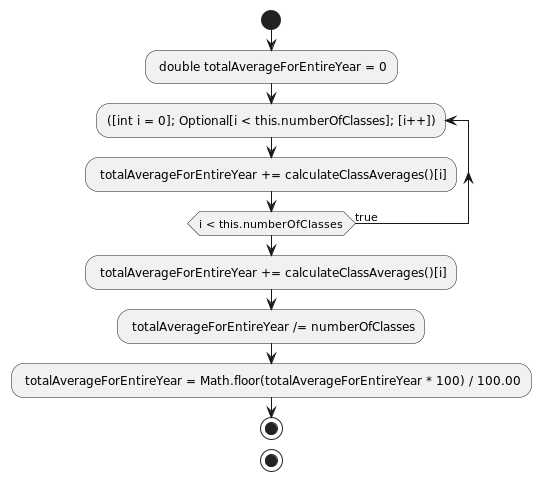 double totalAverageForEntireYear = 0
([int i = 0]; Optional[i < this.numberOfClasses]; [i++])
totalAverageForEntireYear += calculateClassAverages()[i]
i < this.numberOfClasses
true
totalAverageForEntireYear += calculateClassAverages()[i]
totalAverageForEntireYear /= numberOfClasses
totalAverageForEntireYear = Math.floor(totalAverageForEntireYear * 100) / 100.00